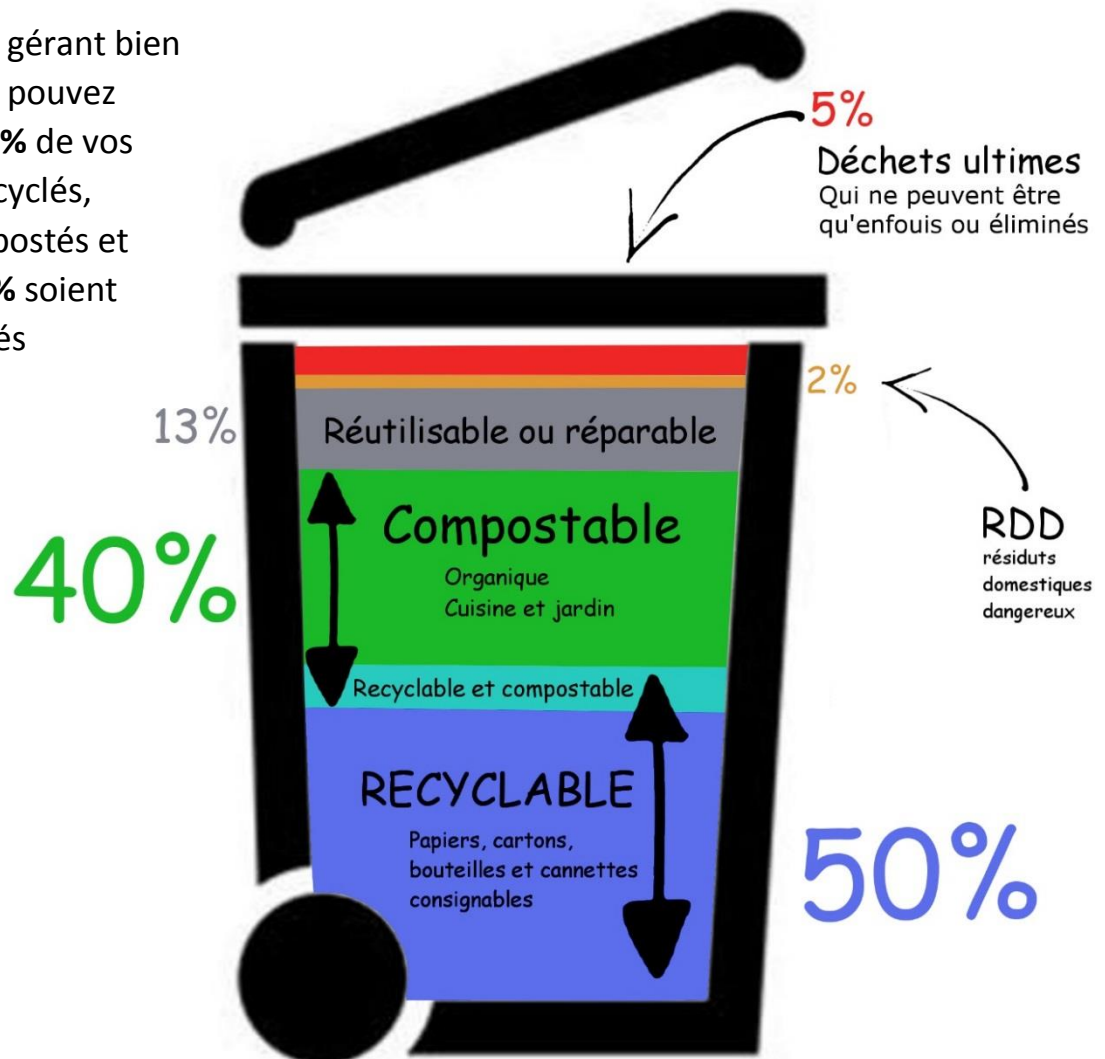 gérant bien
pouvez
% de vos
cyclés,
postés et
% soient
és
5%
Déchets ultimes
Qui ne peuvent être
qu'enfouis ou éliminés
2%
13%
Réutilisable ou réparable
40%
Compostable
Organique
Cuisine et jardin
RDD
résiduts
domestiques
dangereux
Recyclable et compostable
RECYCLABLE
Papiers, cartons,
bouteilles et cannettes
consignables
50%